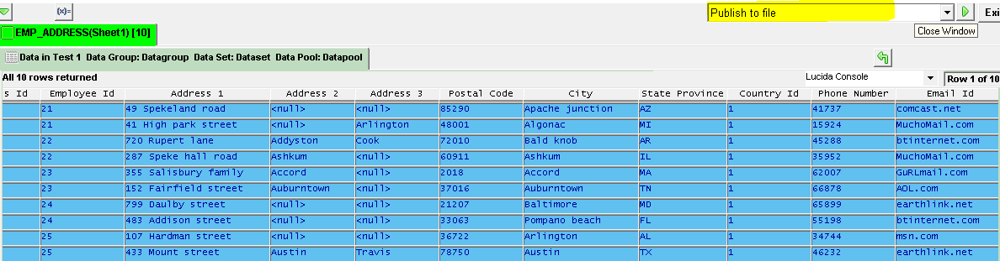 (x)= Publish to file Exi
EMP_ADDRESS(Sheet1) [10] Close Window
Data in Test 1 Data Group: Datagroup Data Set: Dataset Data Pool: Datapool
All 10 rows returned Lucida Console Row 1 of 10
s Id Employee Id Address 1 Address 2 Address 3 Postal Code City State Province Country Id Phone Number Email Id
21 49 Spekeland road <null> <null> 85290 Apache junction AZ 1 41737 comcast.net
21 41 High park street <null> Arlington 48001 Algonac MI 1 15924 MuchoMail.com
22 720 Rupert lane Addyston Cook 72010 Bald knob AR 1 45288 btinternet.com
22 287 Speke hall road Ashkum <null> 60911 Ashkum IL 1 35952 MuchoMail.com
23 355 Salisbury family Accord <null> 2018 Accord MA 1 62007 GuRLmail.com
23 152 Fairfield street Auburntown <null> 37016 Auburntown TN 1 66878 AOL.com
24 799 Daulby street <null> <null> 21207 Baltimore MD 1 65899 earthlink.net
24 483 Addison street <null> <null> 33063 Pompano beach FL 1 55198 btinternet.com
25 107 Hardman street <null> <null> 36722 Arlington AL 1 34744 msn.com
25 433 Mount street Austin Travis 78750 Austin TX 1 46232 earthlink.net